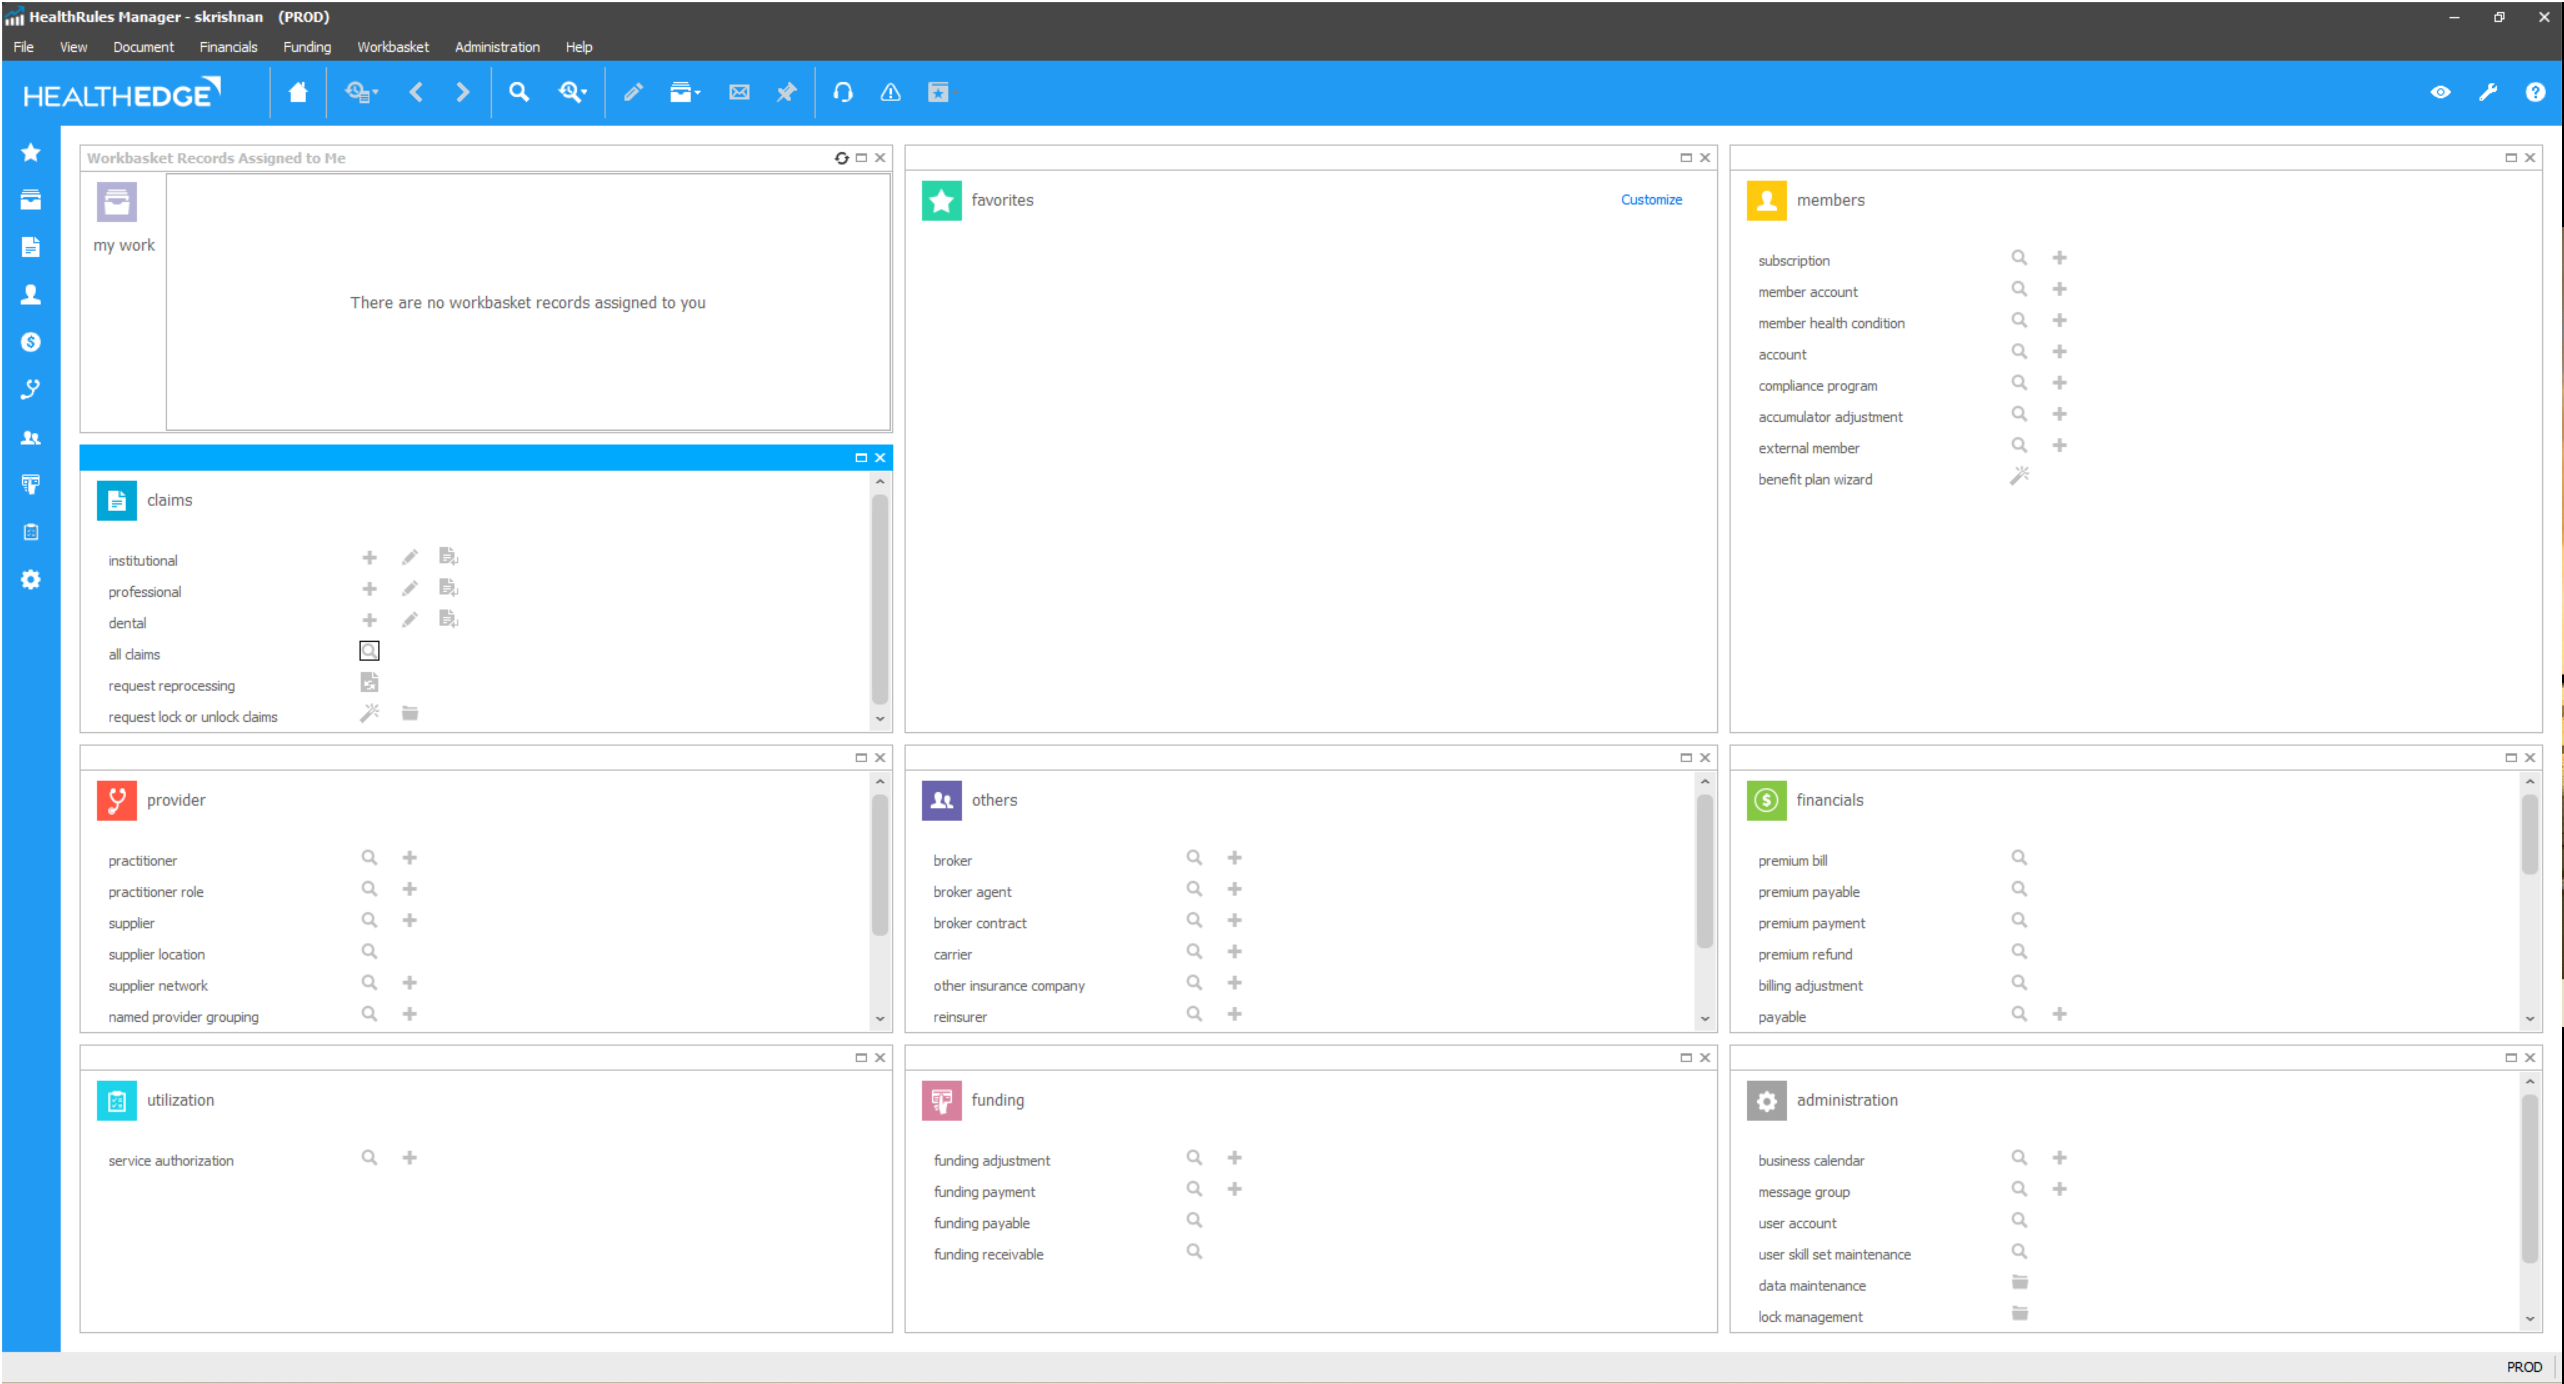 HealthRules Manager - skrishnan (PROD)
File View Document Financials Funding Workbasket Administration Help
HEALTHEDGE
Workbasket Records Assigned to Me
my work
There are no workbasket records assigned to you
favorites
Customize
members
subscription
member account
member health condition
account
compliance program
accumulator adjustment
external member
benefit plan wizard
claims
institutional
professional
dental
all claims
request reprocessing
request lock or unlock claims
provider
practitioner
practitioner role
supplier
supplier location
supplier network
named provider grouping
others
broker
broker agent
broker contract
carrier
other insurance company
reinsurer
financials
premium bill
premium payable
premium payment
premium refund
billing adjustment
payable
utilization
service authorization
funding
funding adjustment
funding payment
funding payable
funding receivable
administration
business calendar
message group
user account
user skill set maintenance
data maintenance
lock management
PROD